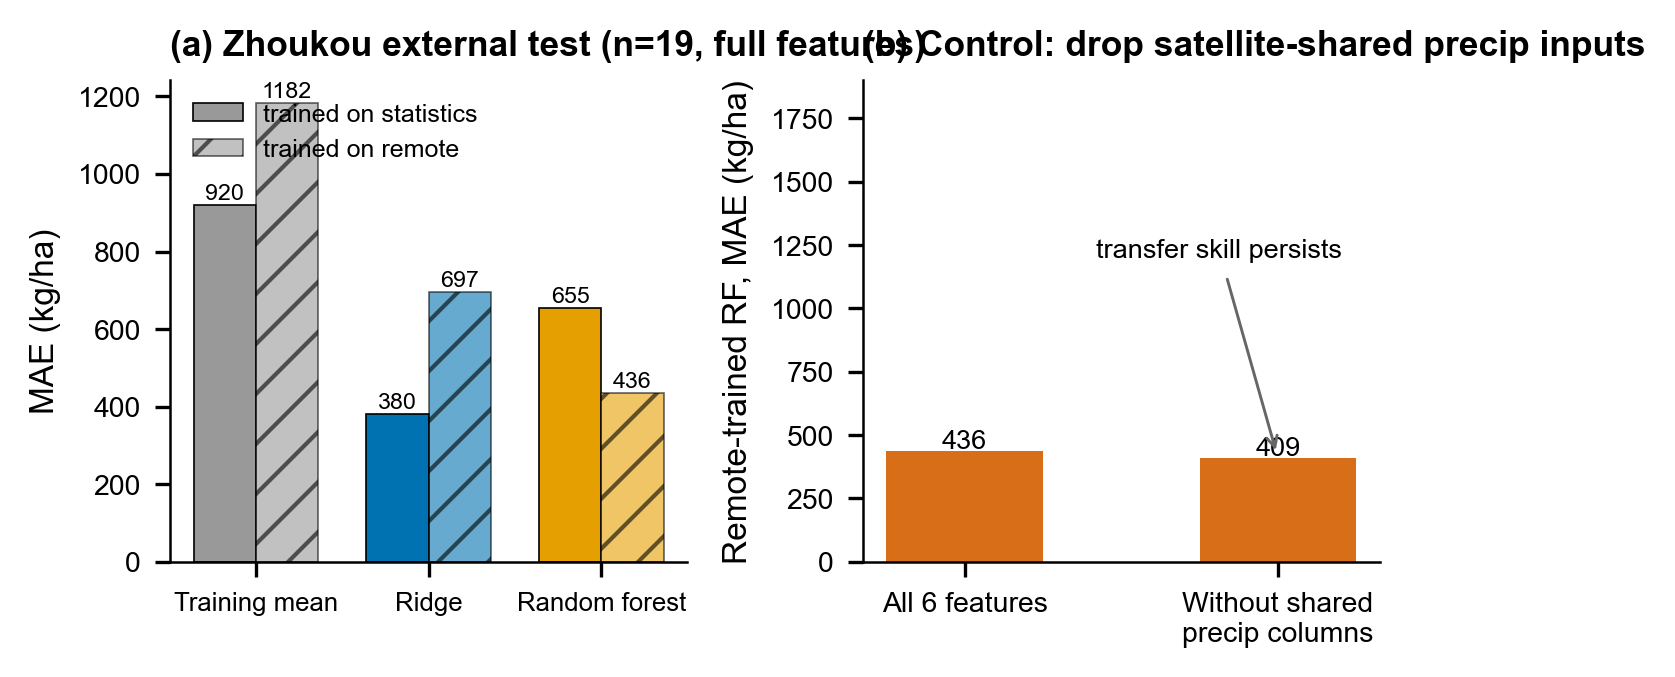 (a) Zhoukou external test (n=19, full features)
(b) Control: drop satellite-shared precip inputs
MAE (kg/ha)
1200
1000
800
600
400
200
0
trained on statistics
trained on remote
920
1182
380
697
655
436
Training mean
Ridge
Random forest
Remote-trained RF, MAE (kg/ha)
1750
1500
1250
1000
750
500
250
0
transfer skill persists
436
409
All 6 features
Without shared
precip columns